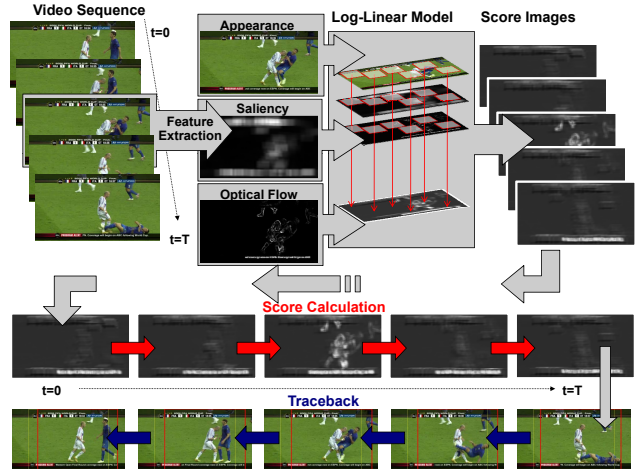 Video Sequence
t=0
Appearance
Log-Linear Model
Score Images
Feature
Extraction
Saliency
Optical Flow
t=T
Score Calculation
t=0
t=T
Traceback